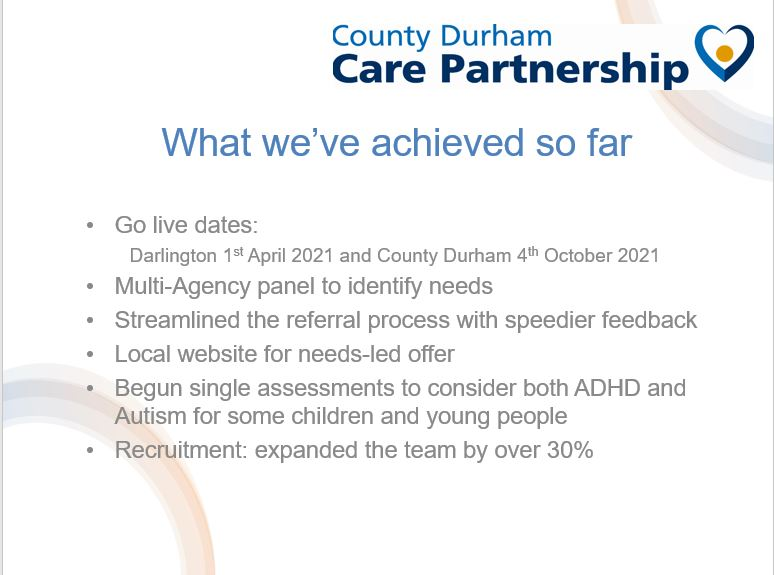 County Durham
Care Partnership
What we've achieved so far
• Go live dates:
Darlington 1st April 2021 and County Durham 4th October 2021
• Multi-Agency panel to identify needs
• Streamlined the referral process with speedier feedback
• Local website for needs-led offer
• Begun single assessments to consider both ADHD and
Autism for some children and young people
• Recruitment: expanded the team by over 30%